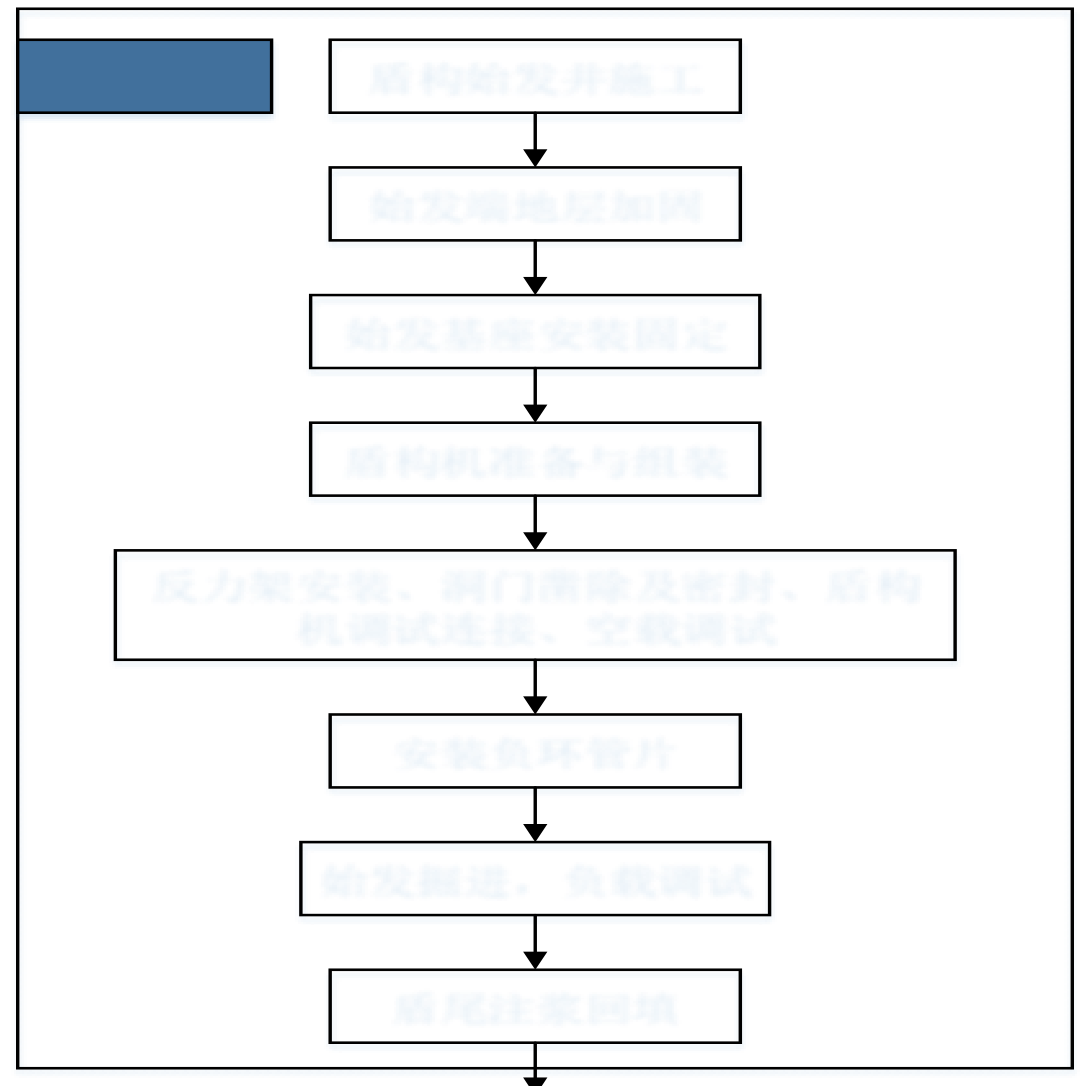 盾构始发井施工
始发端地层加固
始发基座安装固定
盾构机准备与组装
反力架安装、洞门凿除及密封、盾构
机调试连接、空载调试
安装负环管片
始发掘进，负载调试
盾尾注浆回填